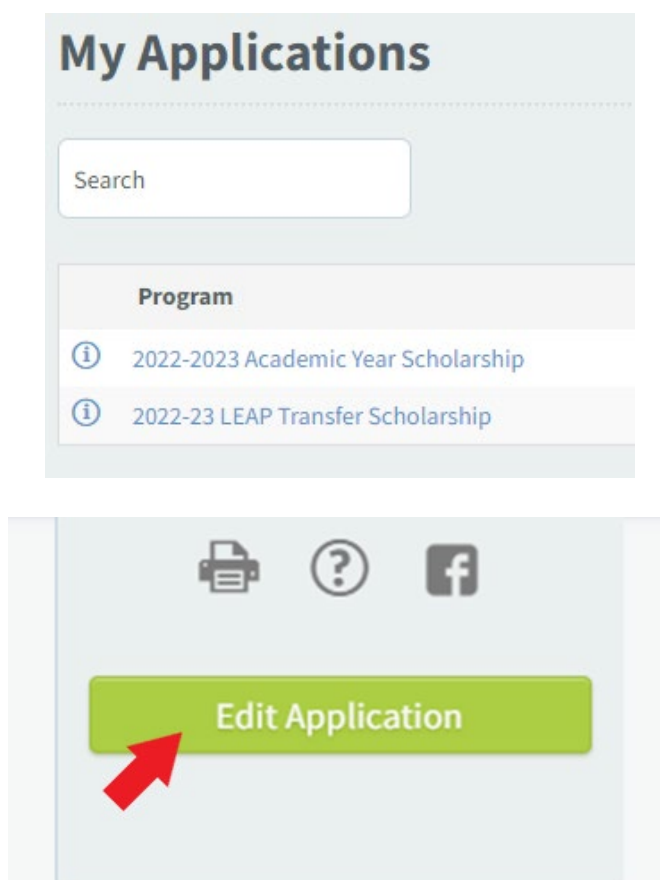 My Applications
Search
Program
2022-2023 Academic Year Scholarship
2022-23 LEAP Transfer Scholarship
Edit Application